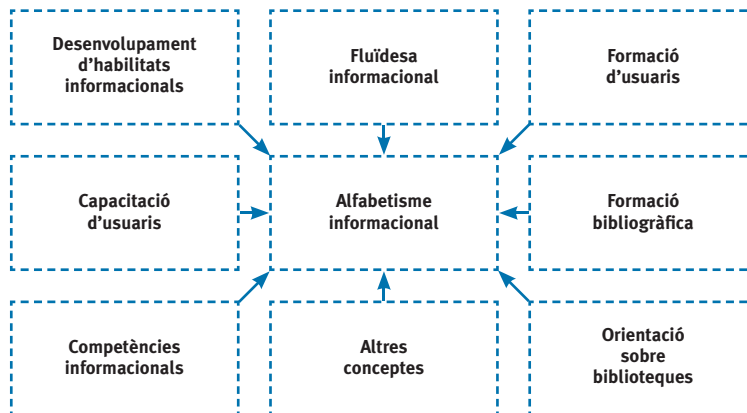 Desenvolupament
d'habilitats
informacionals
Fluïdesa
informacional
Formació
d'usuaris
Capacitació
d'usuaris
Alfabetisme
informacional
Formació
bibliogràfica
Competències
informacionals
Altres
conceptes
Orientació
sobre
biblioteques